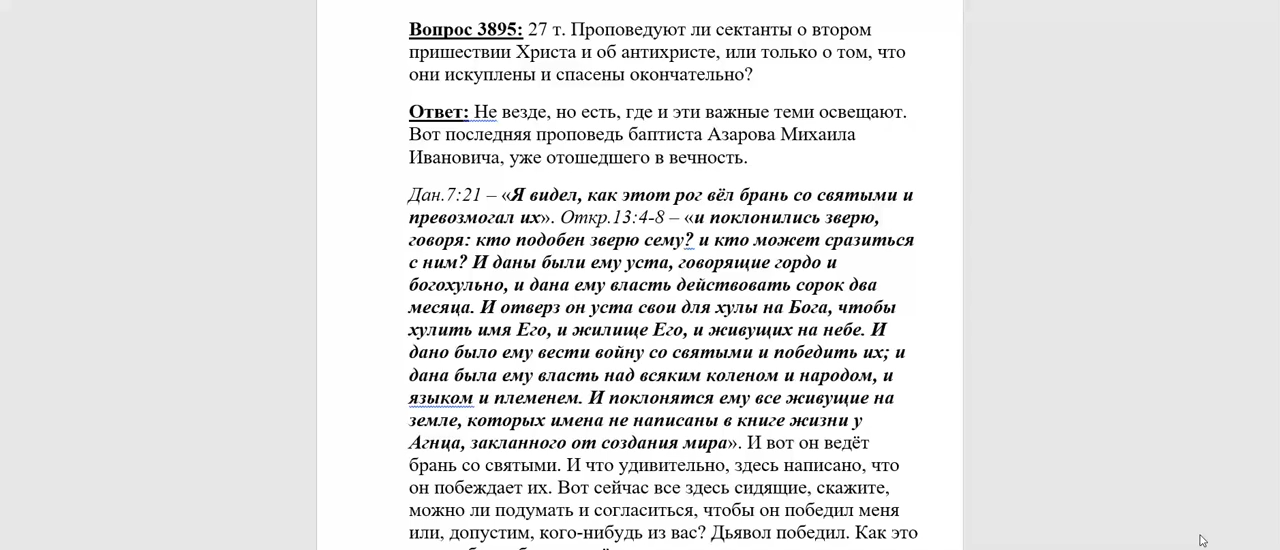 Вопрос 3895: 27 т. Проповедуют ли сектанты о втором
пришествии Христа и об антихристе, или только о том, что
они искуплены и спасены окончательно?
Ответ: Не везде, но есть, где и эти важные теми освещают.
Вот последняя проповедь баптиста Азарова Михаила
Ивановича, уже отошедшего в вечность.
Дан.7:21 – «Я видел, как этот рог вёл брань со святыми и
превозмогал их». Откр.13:4-8 – «и поклонились зверю,
говоря: кто подобен зверю сему? и кто может сразиться
с ним? И даны были ему уста, говорящие гордо и
богохульно, и дана ему власть действовать сорок два
месяца. И отверз он уста свои для хулы на Бога, чтобы
хулить имя Его, и жилище Его, и живущих на небе. И
дано было ему вести войну со святыми и победить их; и
дана была ему власть над всяким коленом и народом, и
языком и племенем. И поклонятся ему все живущие на
земле, которых имена не написаны в книге жизни у
Агнца, закланного от создания мира». И вот он ведёт
брань со святыми. И что удивительно, здесь написано, что
он побеждает их. Вот сейчас все здесь сидящие, скажите,
можно ли подумать и согласиться, чтобы он победил меня
или, допустим, кого-нибудь из вас? Дьявол победил. Как это